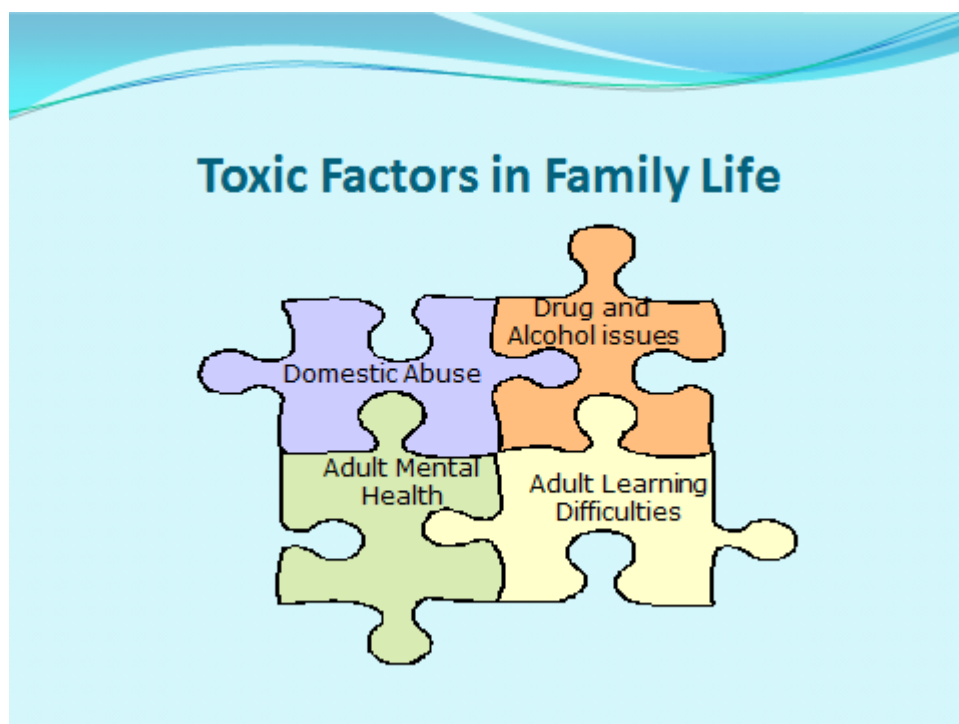 Toxic Factors in Family Life
Drug and
Alcohol issues
Domestic Abuse
Adult Mental
Health
Adult Learning
Difficulties